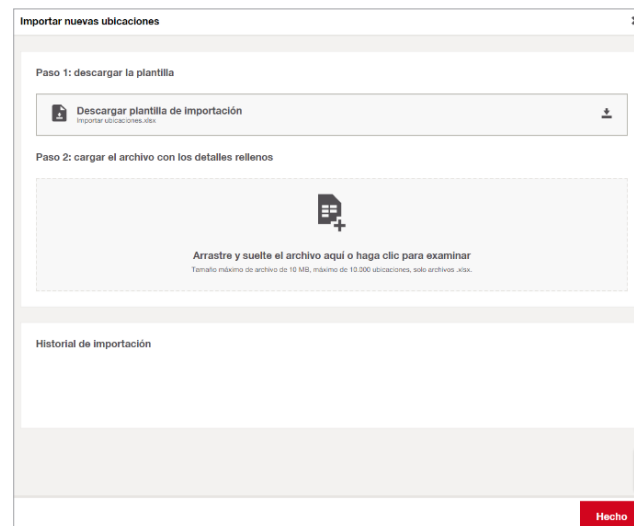 Importar nuevas ubicaciones
Paso 1: descargar la plantilla
Descargar plantilla de importación
Importar ubicaciones.xlsx
Paso 2: cargar el archivo con los detalles rellenos
Arrastre y suelte el archivo aquí o haga clic para examinar
Tamaño máximo de archivo de 10 MB, máximo de 10.000 ubicaciones, solo archivos .xlsx.
Historial de importación
Hecho